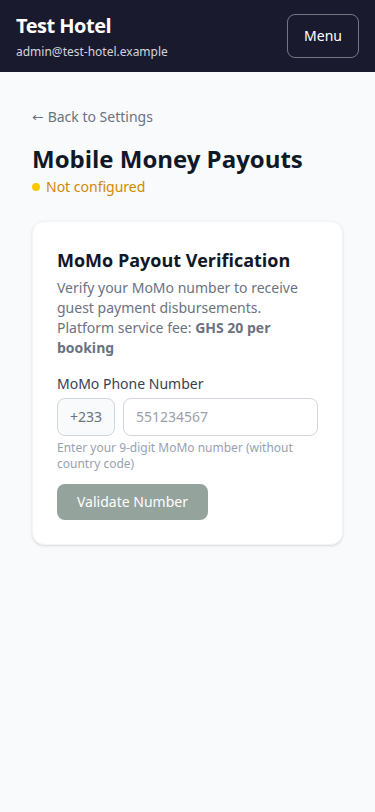 Test Hotel
admin@test-hotel.example
Menu
← Back to Settings
Mobile Money Payouts
Not configured
MoMo Payout Verification
Verify your MoMo number to receive
guest payment disbursements.
Platform service fee: GHS 20 per
booking
MoMo Phone Number
+233 551234567
Enter your 9-digit MoMo number (without
country code)
Validate Number